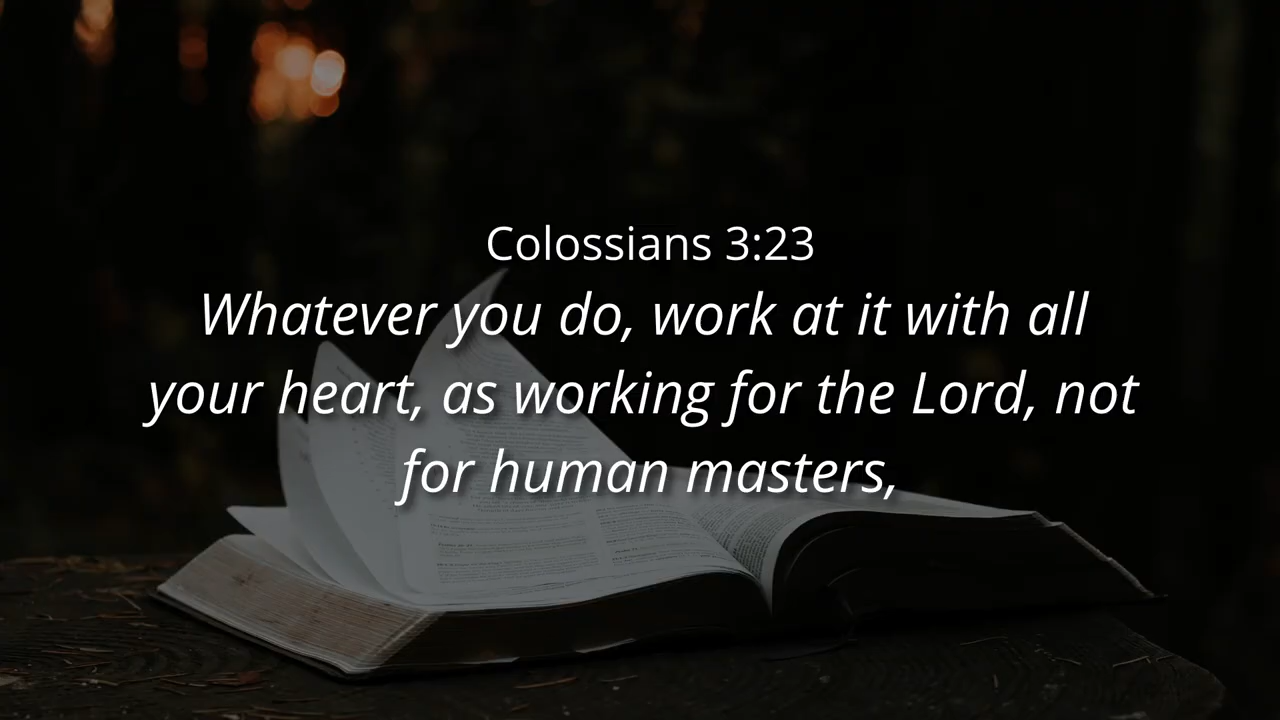 Colossians 3:23
Whatever you do, work at it with all
your heart, as working for the Lord, not
for human masters,